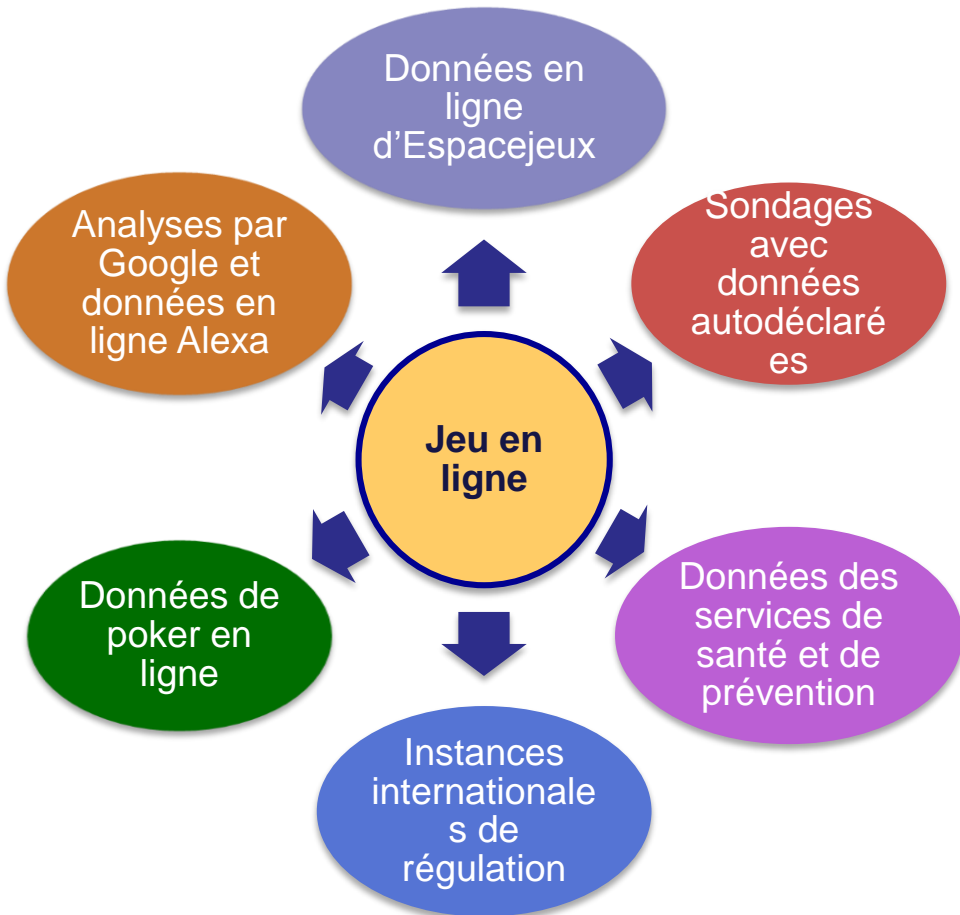 Données en
ligne
d’Espacejeux
Analyses par
Google et
données en
ligne Alexa
Sondages
avec
données
autodéclaré
es
Jeu en
ligne
Données de
poker en
ligne
Données des
services de
santé et de
prévention
Instances
internationale
s de
régulation